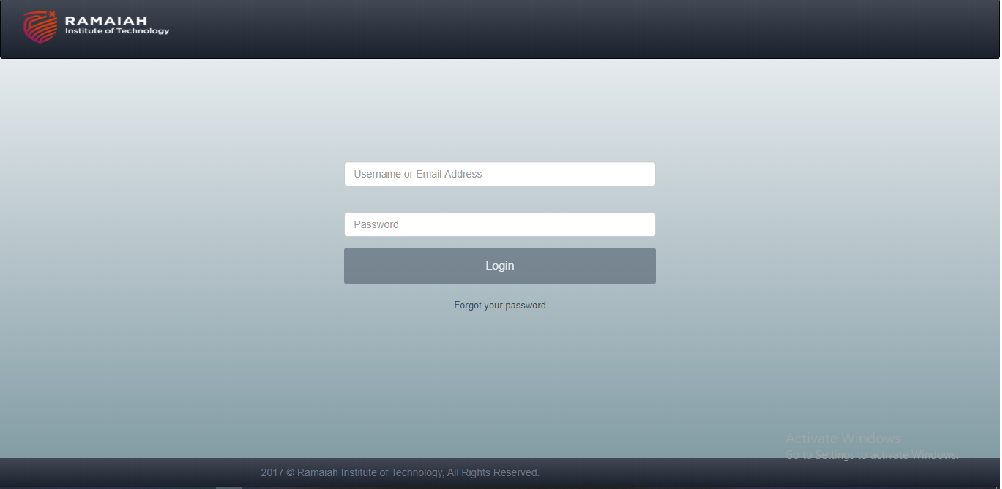 RAMAIAH
Institute of Technology
Username or Email Address
Password
Login
Forgot your password
Activate Windows
Go to Settings to activate Windows.
2017 © Ramaiah Institute of Technology, All Rights Reserved.